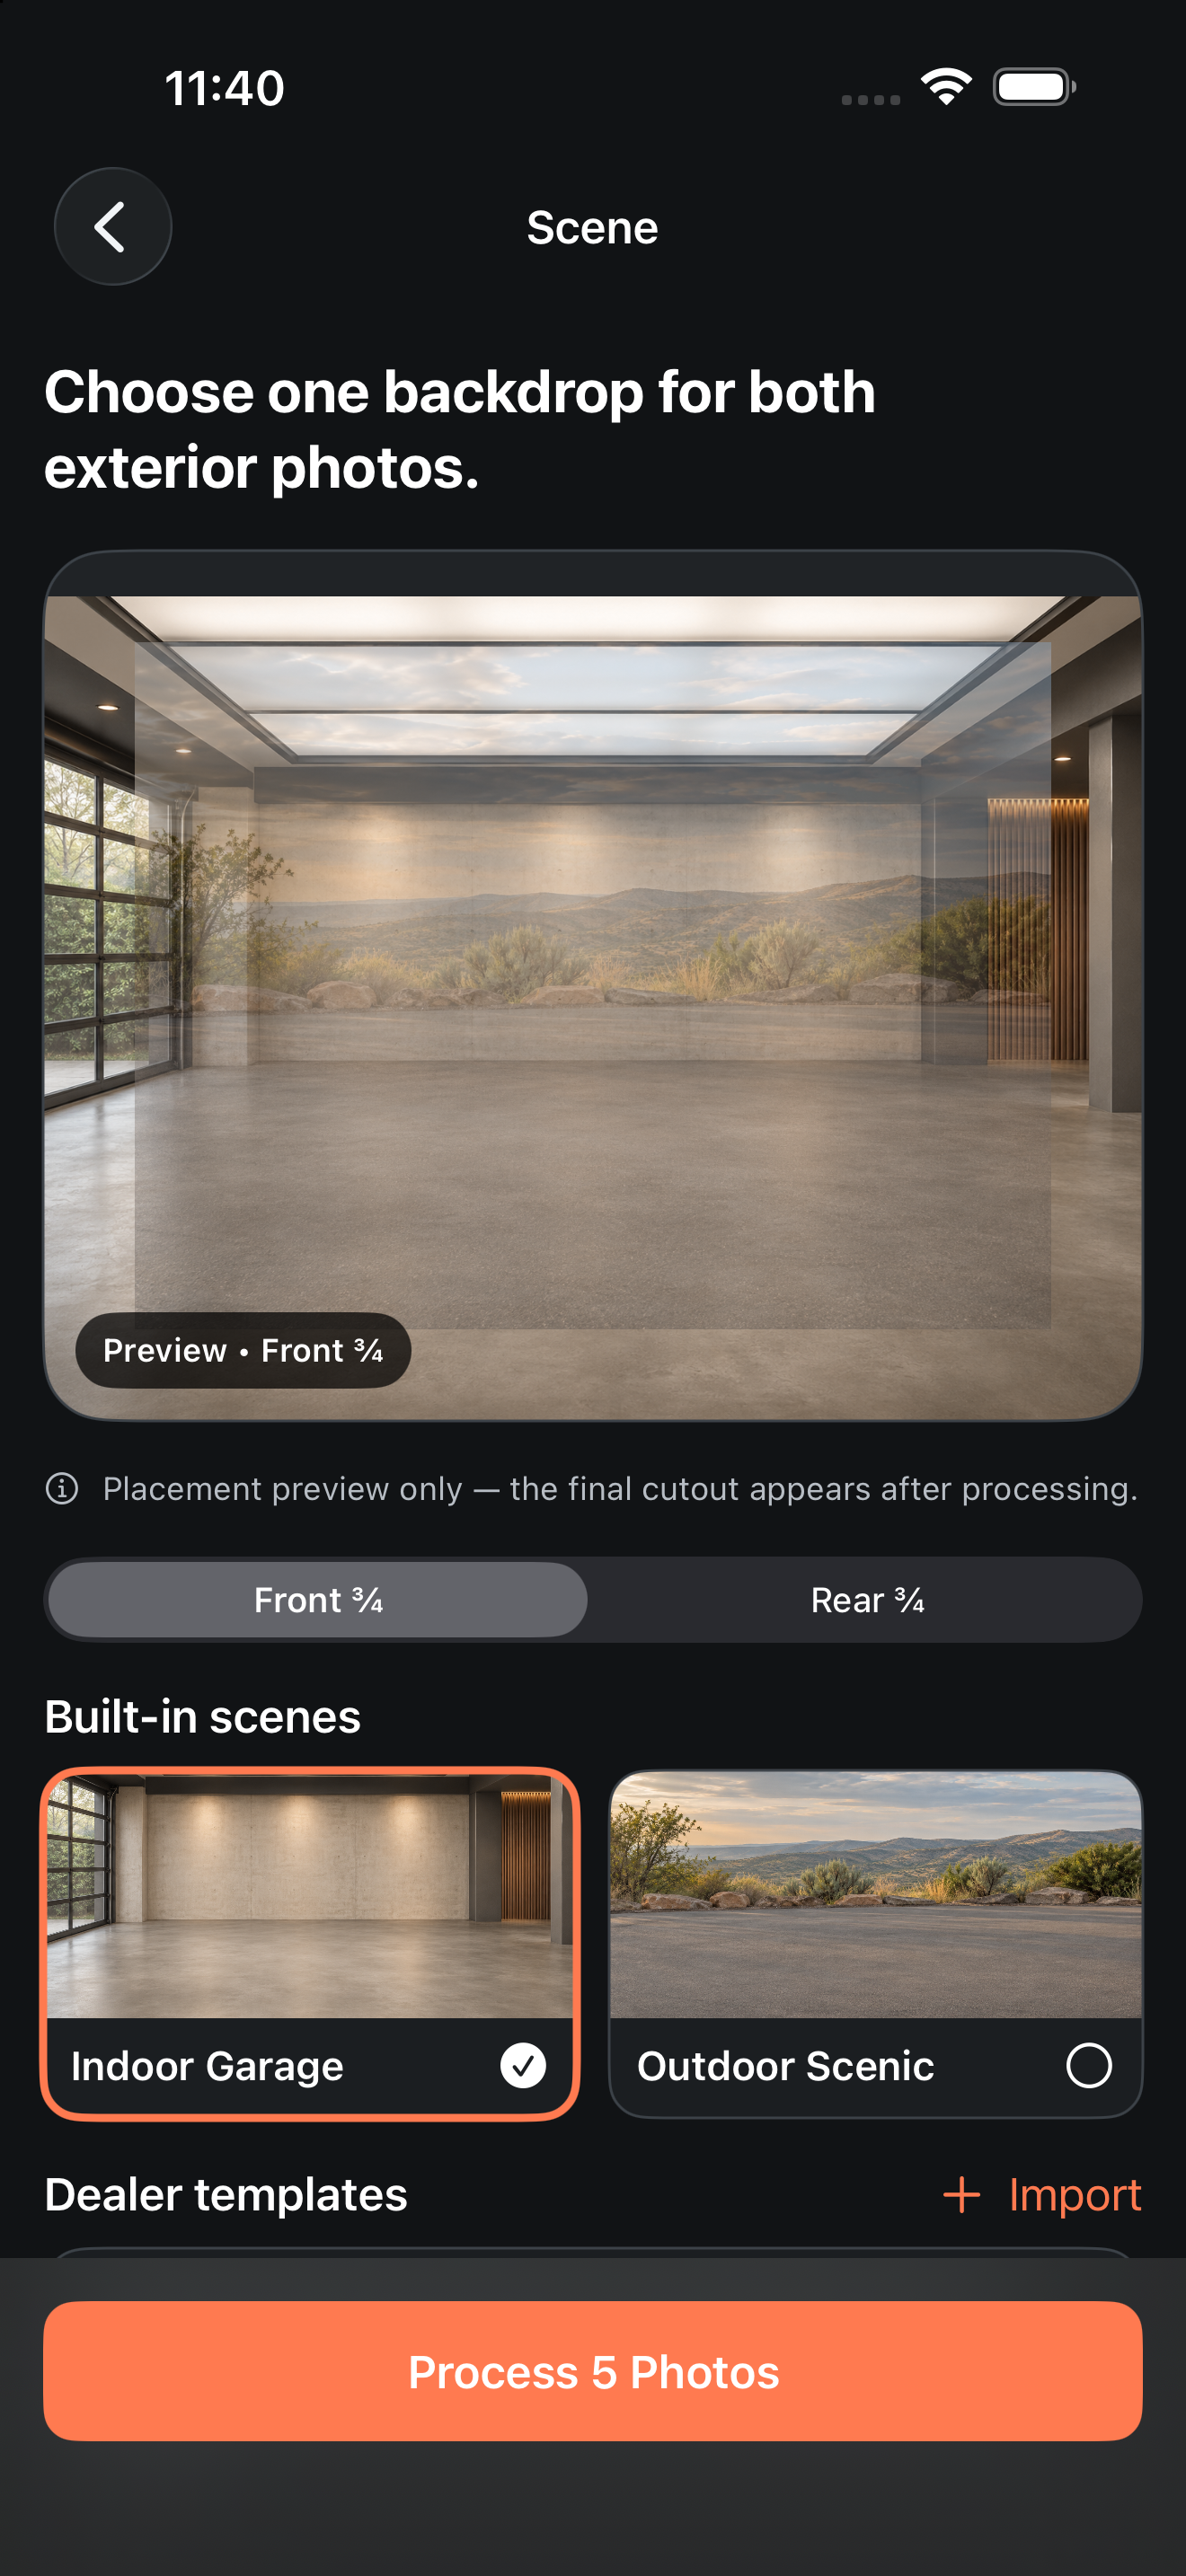 11:40
Scene
Choose one backdrop for both
exterior photos.
Preview • Front ¾
Placement preview only — the final cutout appears after processing.
Front ¾
Rear ¾
Built-in scenes
Indoor Garage
Outdoor Scenic
Dealer templates
+ Import
Process 5 Photos